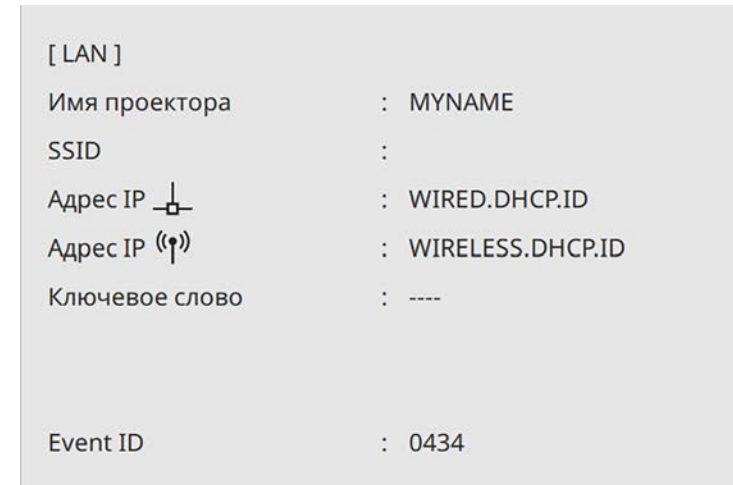 [ LAN ]
Имя проектора : MYNAME
SSID :
Адрес IP : WIRED.DHCP.ID
Адрес IP : WIRELESS.DHCP.ID
Ключевое слово : ----
Event ID : 0434